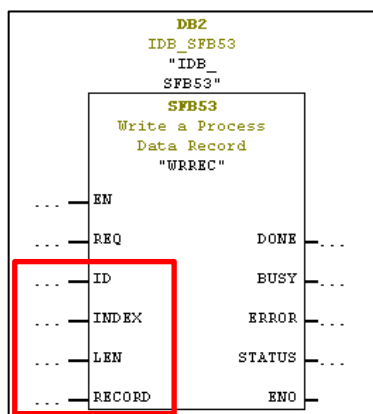 DB2
IDB_SFB53
"IDB_
SFB53"
SFB53
Write a Process
Data Record
"WRREC"
... EN
... REQ DONE ...
... ID BUSY ...
... INDEX ERROR ...
... LEN STATUS ...
... RECORD ENO